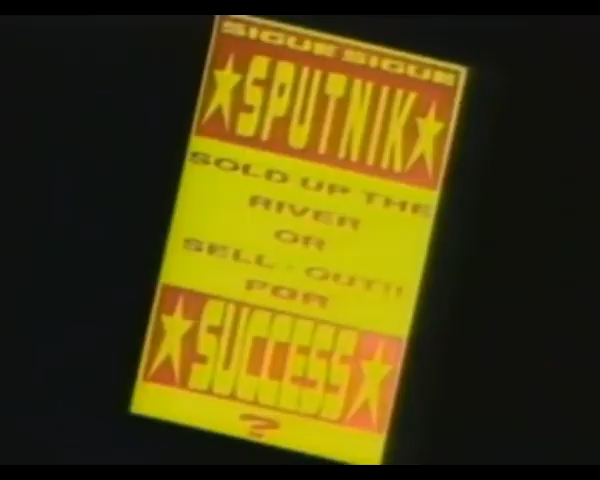 SIGUE SIGUE
SPUTNIK
SOLD UP THE
RIVER
OR
SELL - OUT!!
FOR
SUCCESS
?